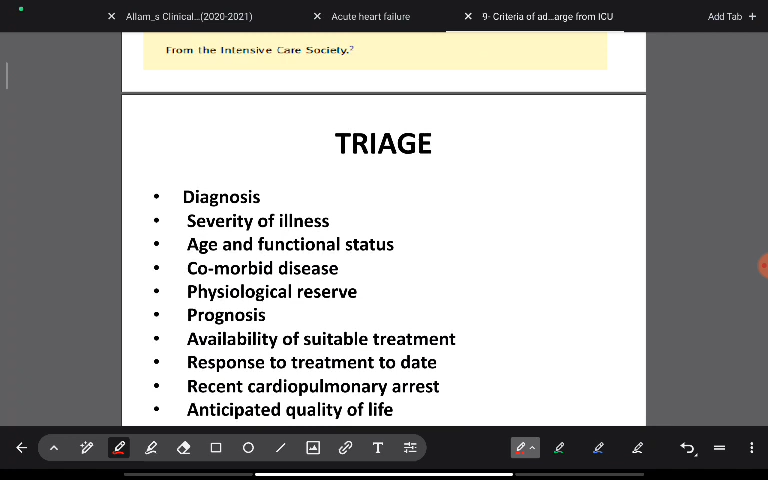 Allam_s Clinical...(2020-2021)
Acute heart failure
9- Criteria of ad...arge from ICU
Add Tab +
From the Intensive Care Society.²
TRIAGE
• Diagnosis
• Severity of illness
• Age and functional status
• Co-morbid disease
• Physiological reserve
• Prognosis
• Availability of suitable treatment
• Response to treatment to date
• Recent cardiopulmonary arrest
• Anticipated quality of life
T